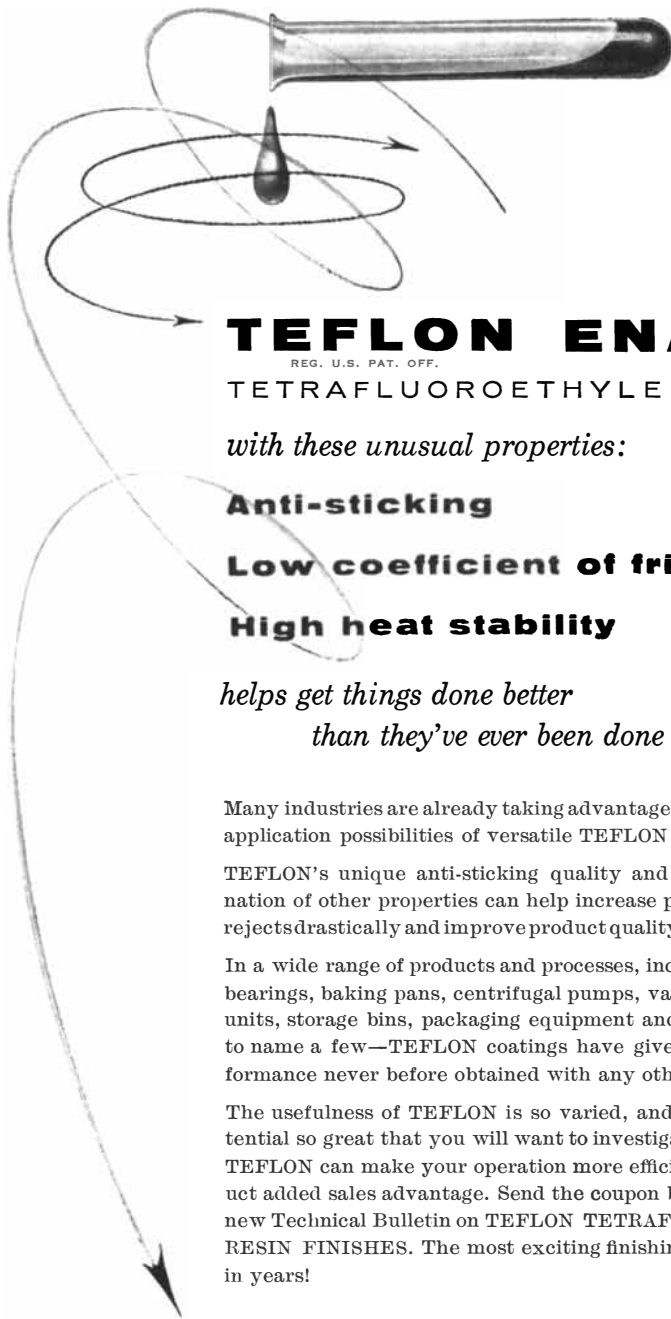 TEFLON ENA
REG. U.S. PAT. OFF.
TETRAFLUOROETHYLE
with these unusual properties:
Anti-sticking
Low coefficient of fri
High heat stability
helps get things done better
than they've ever been done
Many industries are already taking advantage
application possibilities of versatile TEFLON
TEFLON's unique anti-sticking quality and
nation of other properties can help increase p
rejects drastically and improve product quality
In a wide range of products and processes, inc
bearings, baking pans, centrifugal pumps, va
units, storage bins, packaging equipment and
to name a few—TEFLON coatings have give
formance never before obtained with any oth
The usefulness of TEFLON is so varied, and
tential so great that you will want to investiga
TEFLON can make your operation more effici
uct added sales advantage. Send the coupon b
new Technical Bulletin on TEFLON TETRAF
RESIN FINISHES. The most exciting finishin
in years!